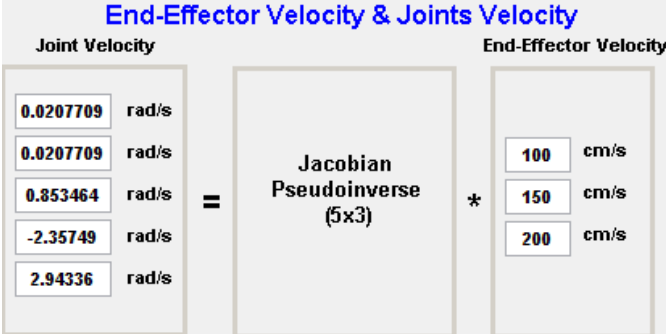 End-Effector Velocity & Joints Velocity
Joint Velocity
End-Effector Velocity
0.0207709 rad/s
0.0207709 rad/s
0.853464 rad/s
-2.35749 rad/s
2.94336 rad/s
=
Jacobian
Pseudoinverse
(5x3)
*
100 cm/s
150 cm/s
200 cm/s